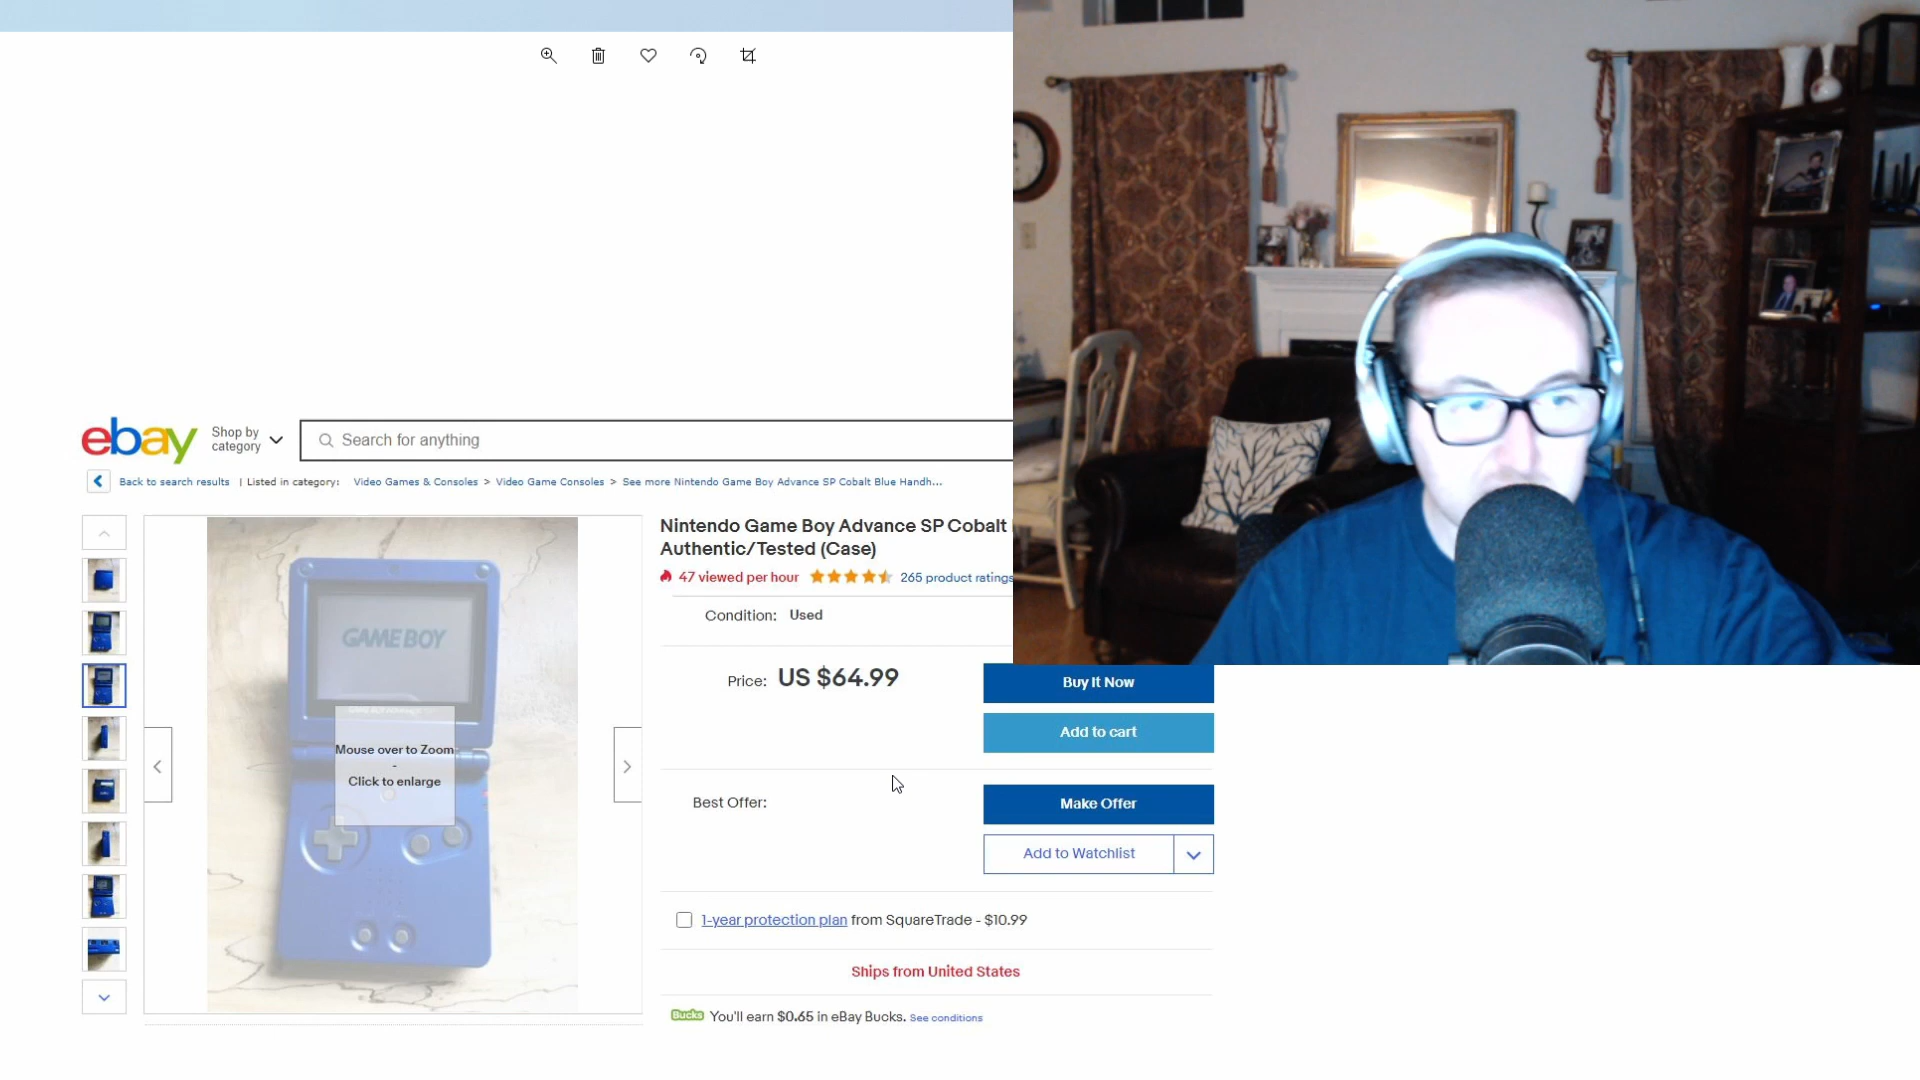 ebay
Shop by
category
Search for anything
Back to search results | Listed in category: Video Games & Consoles > Video Game Consoles > See more Nintendo Game Boy Advance SP Cobalt Blue Handh...
Nintendo Game Boy Advance SP Cobalt
Authentic/Tested (Case)
47 viewed per hour 265 product ratings
Condition: Used
GAME BOY
Price: US $64.99
Buy It Now
Add to cart
Mouse over to Zoom
-
Click to enlarge
Best Offer:
Make Offer
Add to Watchlist
1-year protection plan from SquareTrade - $10.99
Ships from United States
Bucks You'll earn $0.65 in eBay Bucks. See conditions